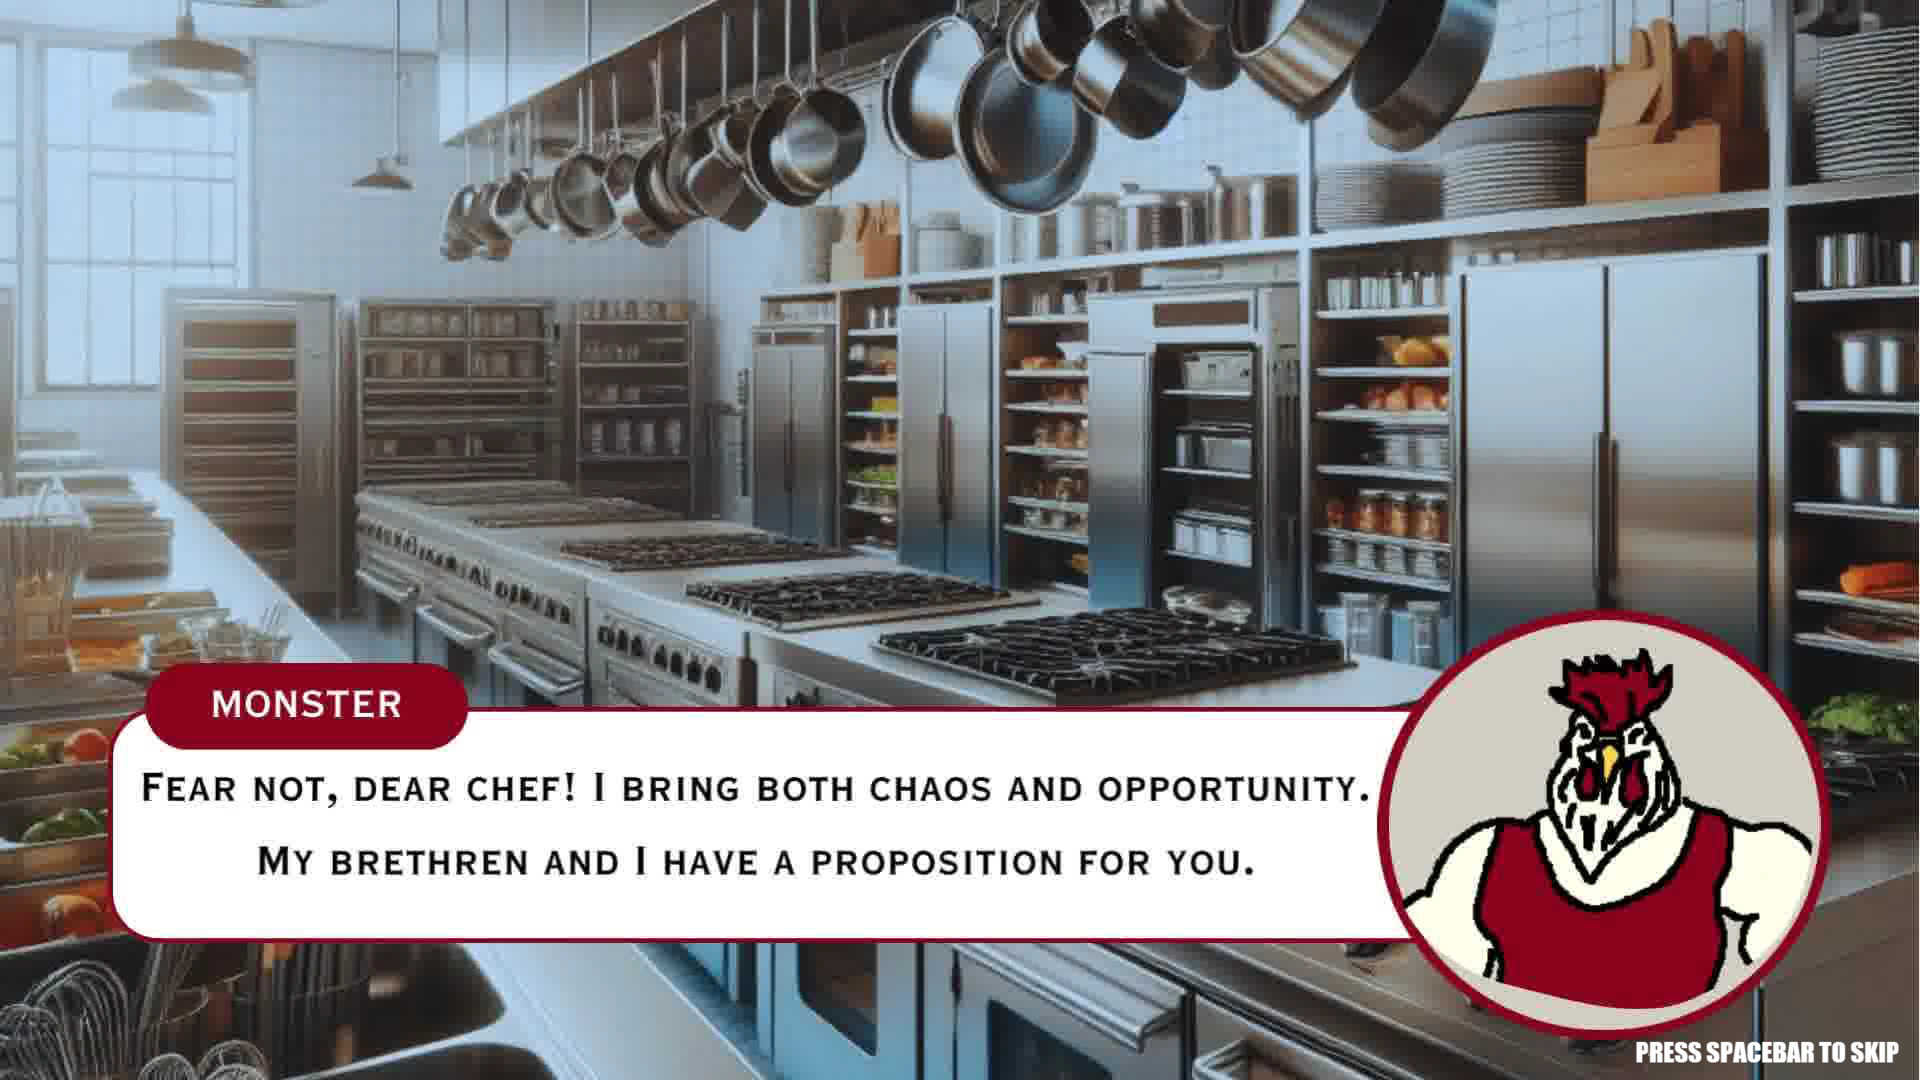 MONSTER
FEAR NOT, DEAR CHEF! I BRING BOTH CHAOS AND OPPORTUNITY.
MY BRETHREN AND I HAVE A PROPOSITION FOR YOU.
PRESS SPACEBAR TO SKIP